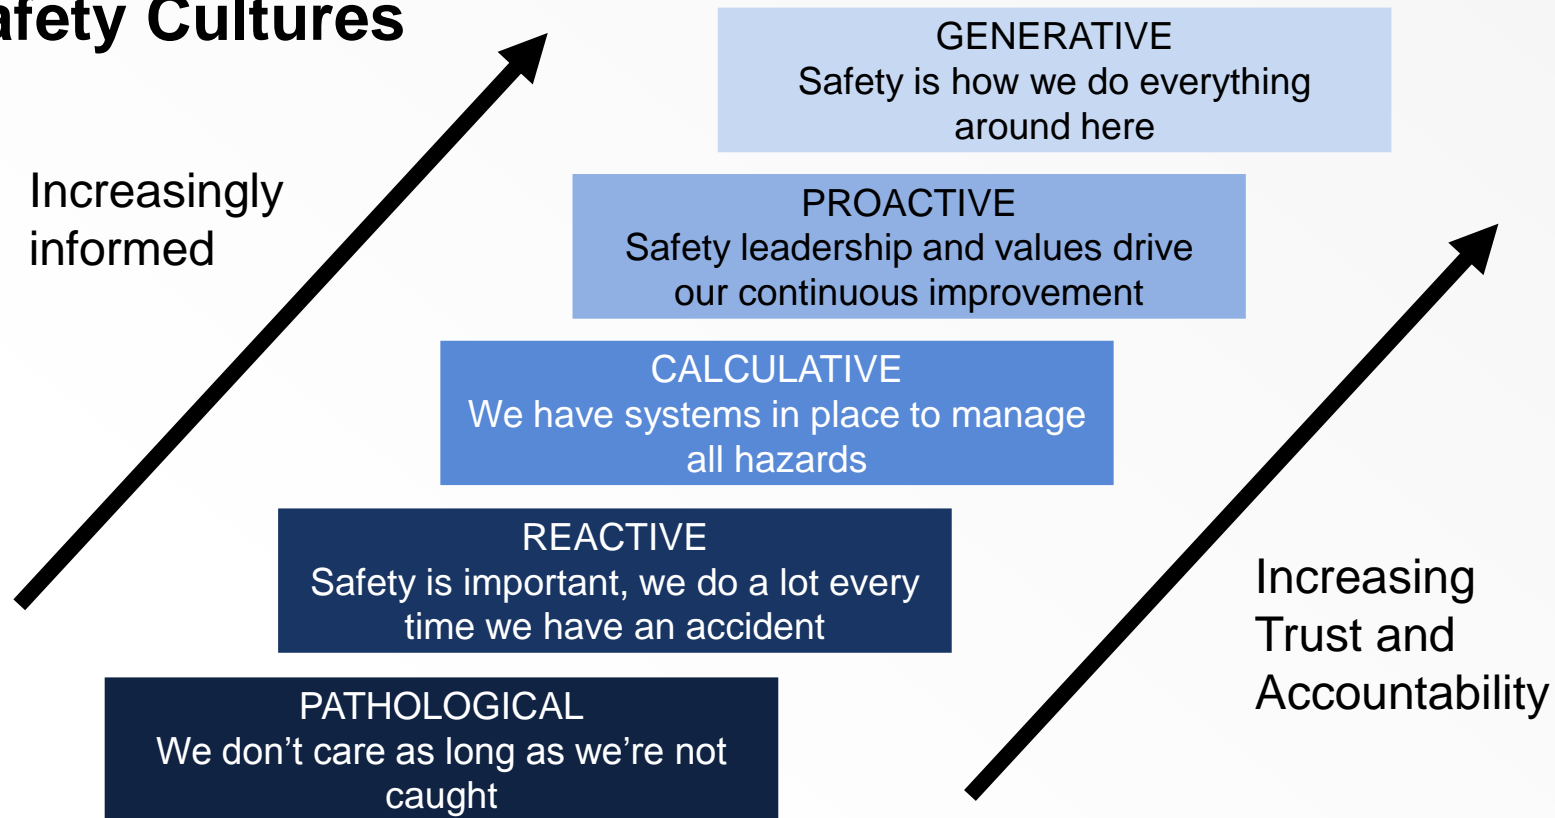 afety Cultures
GENERATIVE
Safety is how we do everything
around here
Increasingly
informed
PROACTIVE
Safety leadership and values drive
our continuous improvement
CALCULATIVE
We have systems in place to manage
all hazards
REACTIVE
Safety is important, we do a lot every
time we have an accident
Increasing
Trust and
Accountability
PATHOLOGICAL
We don’t care as long as we’re not
caught